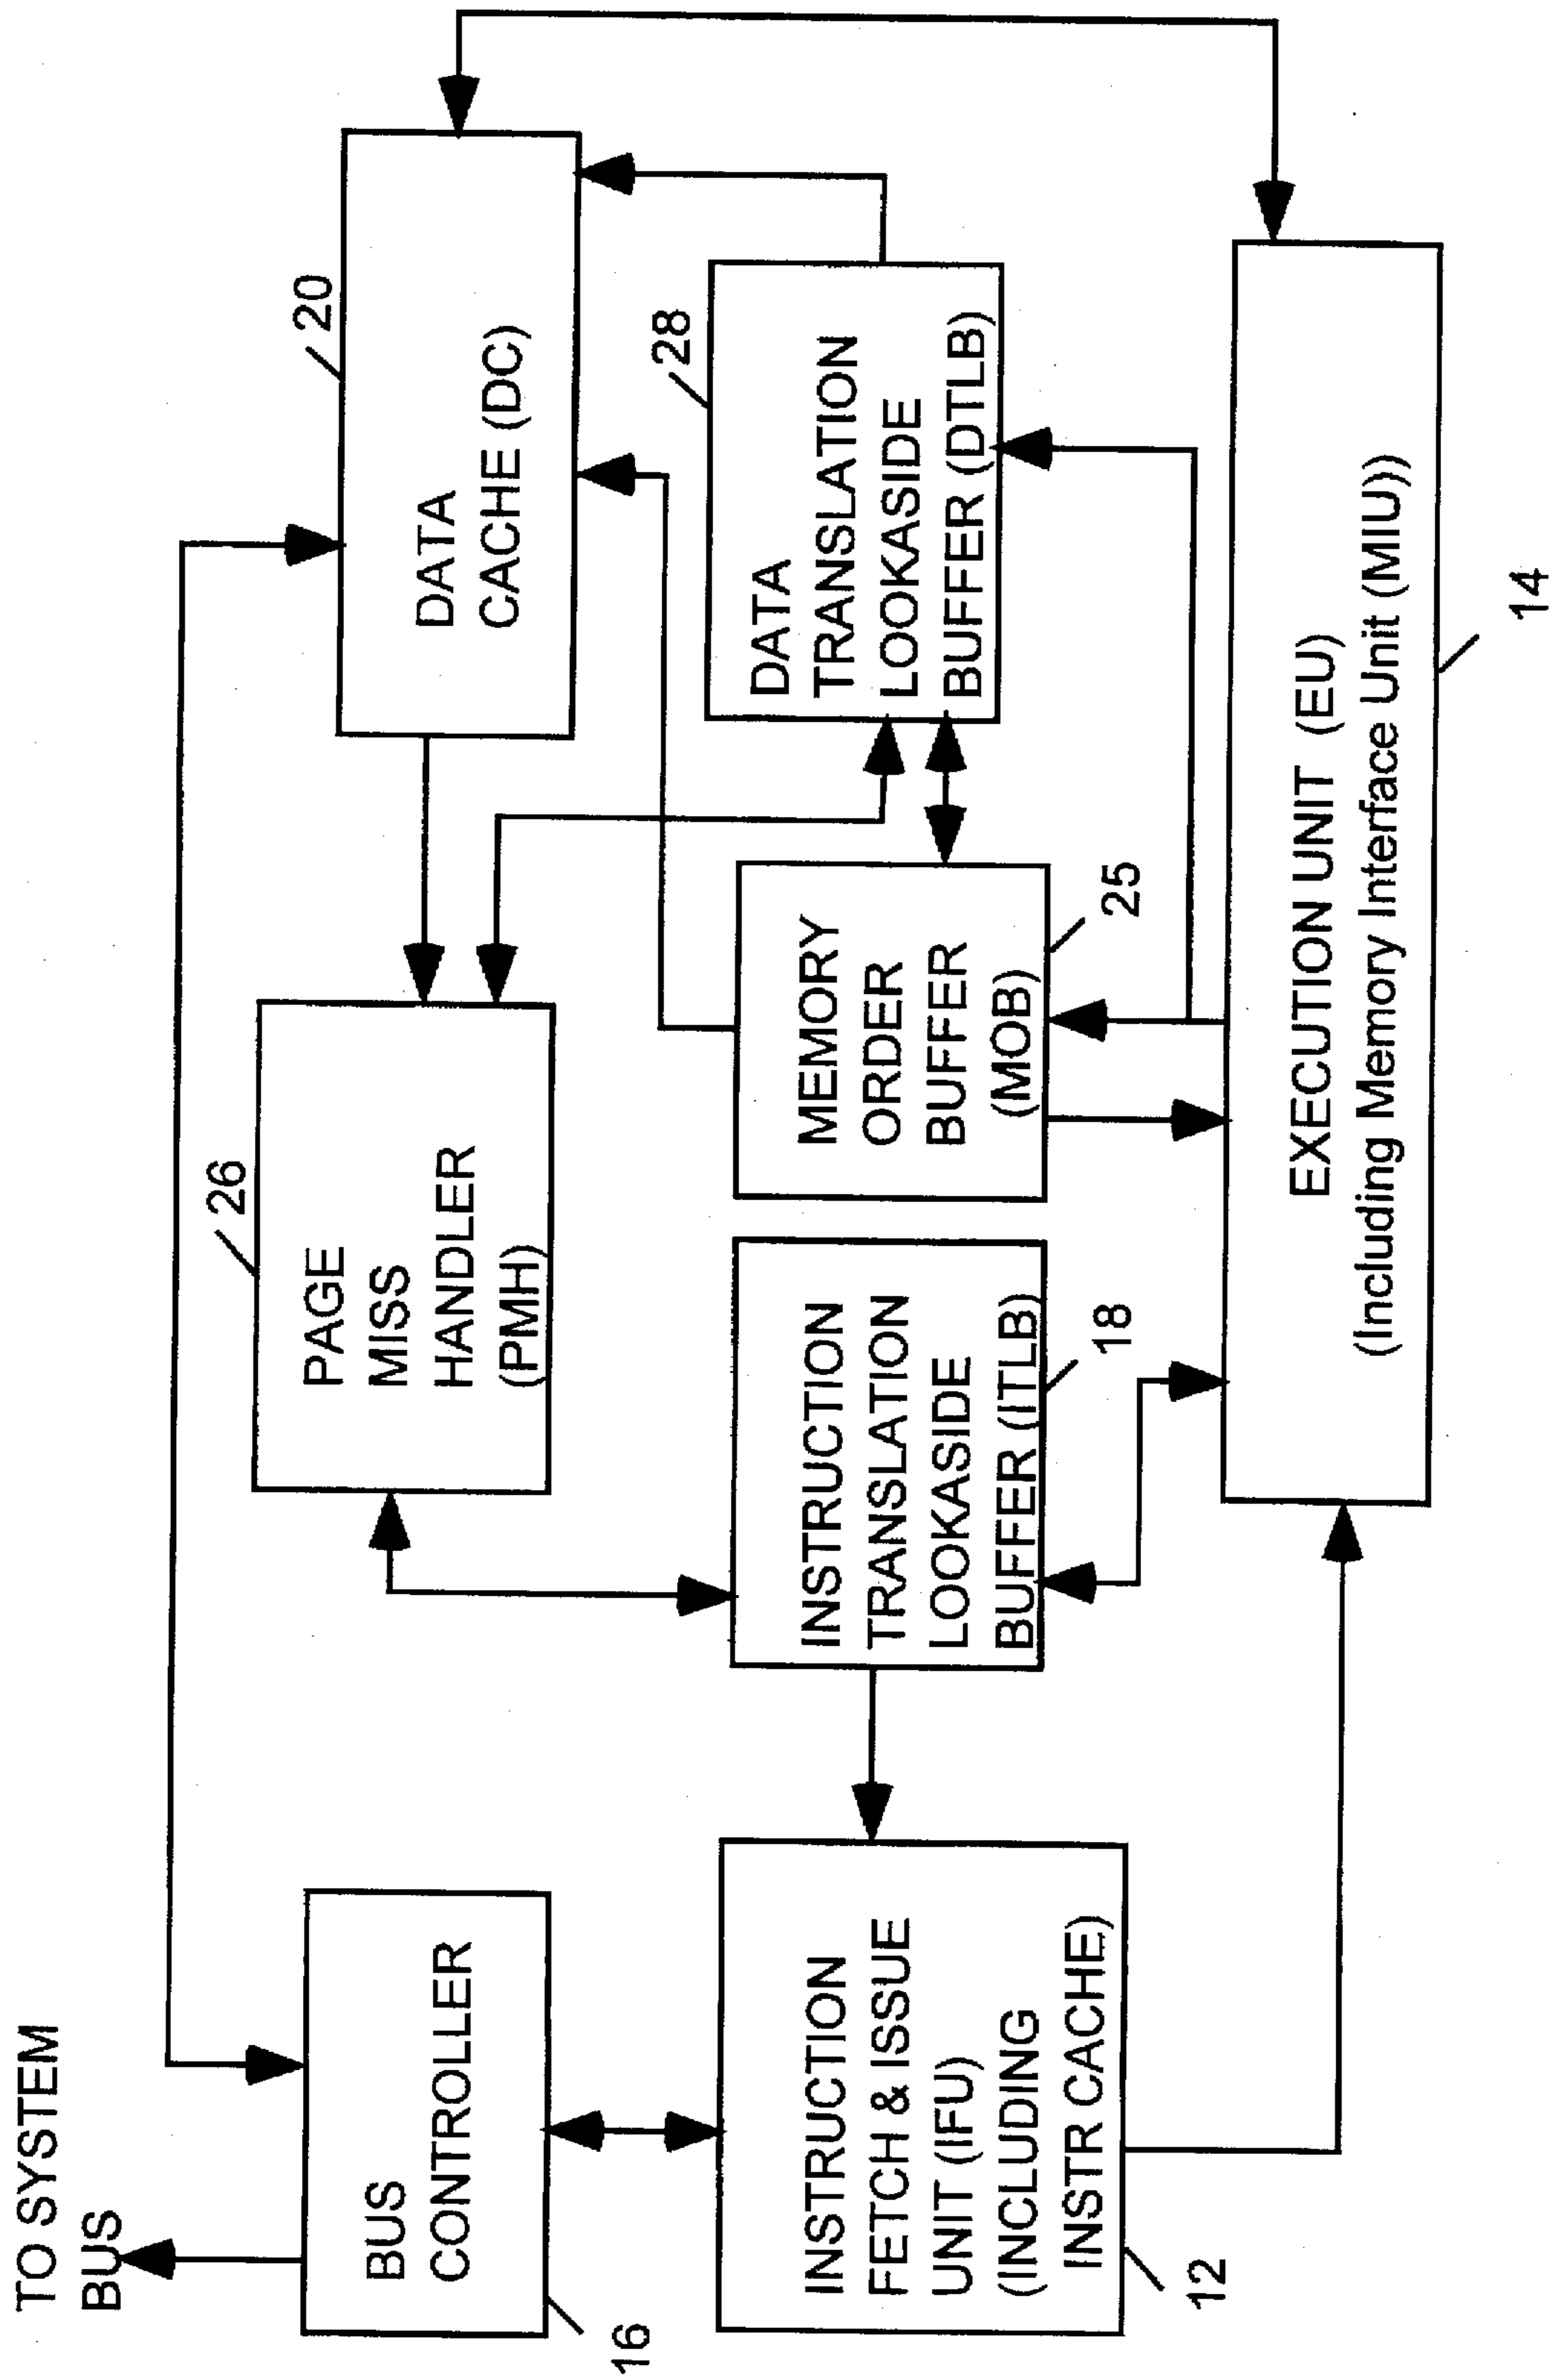 TO SYSTEM
BUS
16
BUS
CONTROLLER
26
PAGE
MISS
HANDLER
(PMH)
20
DATA
CACHE (DC)
12
INSTRUCTION
FETCH & ISSUE
UNIT (IFU)
(INCLUDING
INSTR CACHE)
INSTRUCTION
TRANSLATION
LOOKASIDE
BUFFER (ITLB)
18
MEMORY
ORDER
BUFFER
(MOB)
25
28
DATA
TRANSLATION
LOOKASIDE
BUFFER (DTLB)
EXECUTION UNIT (EU)
(Including Memory Interface Unit (MIU))
14